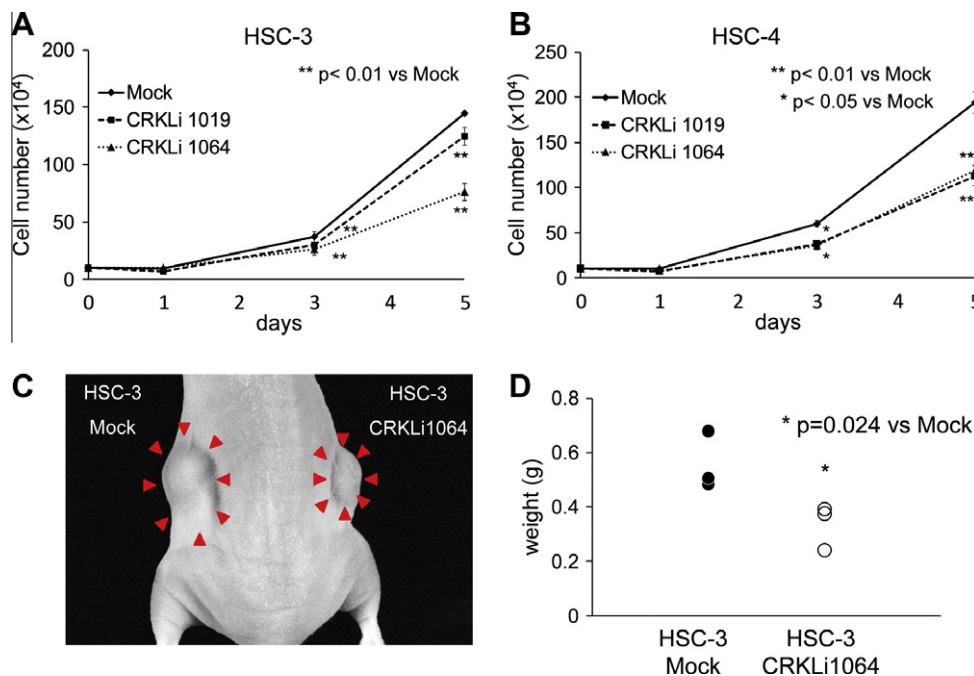 A
HSC-3
200
150
100
50
0
Cell number (x10⁴)
** p< 0.01 vs Mock
Mock
CRKLi 1019
CRKLi 1064
**
**
**
**
0 1 2 3 4 5
days
B
HSC-4
250
200
150
100
50
0
Cell number (x10⁴)
** p< 0.01 vs Mock
* p< 0.05 vs Mock
Mock
CRKLi 1019
CRKLi 1064
*
*
**
**
0 1 2 3 4 5
days
C
HSC-3
Mock
HSC-3
CRKLi1064
D
0.8
0.6
0.4
0.2
0
weight (g)
* p=0.024 vs Mock
*
HSC-3
Mock
HSC-3
CRKLi1064